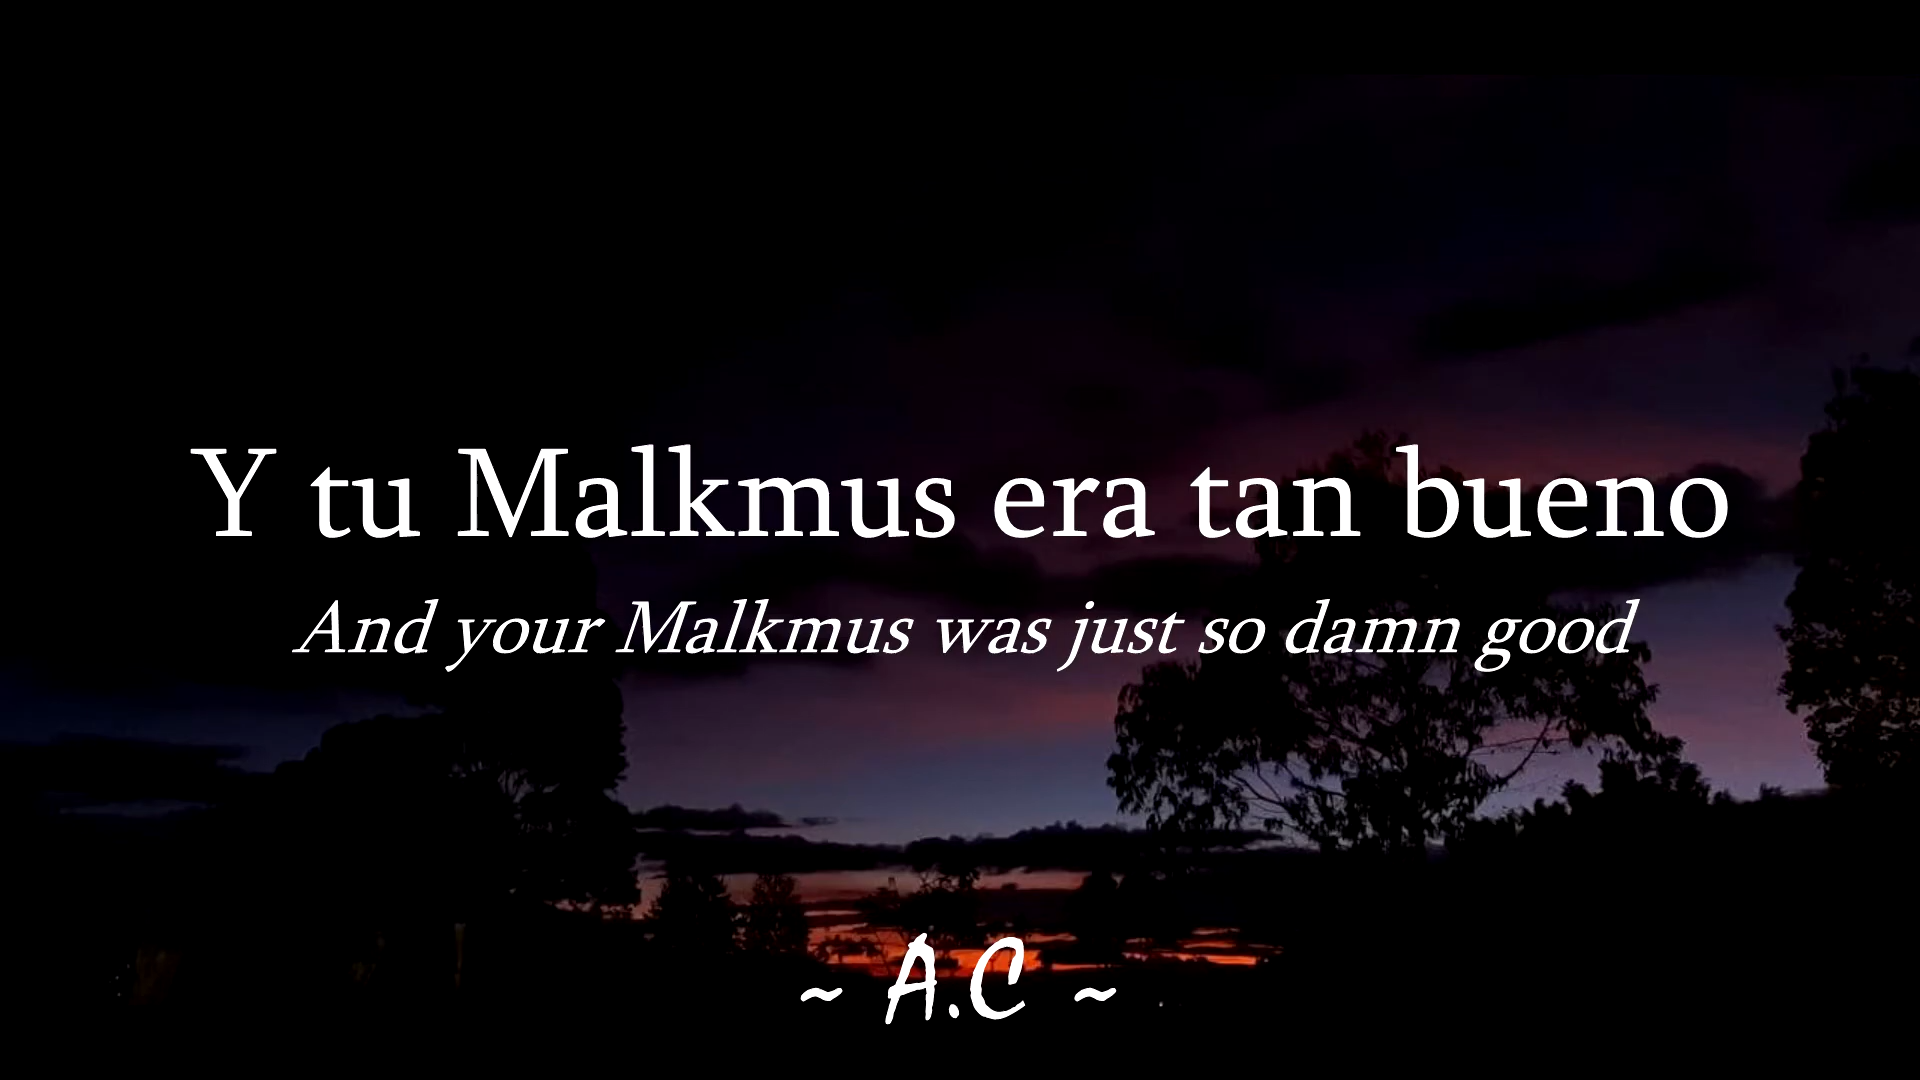 Y tu Malkmus era tan bueno
And your Malkmus was just so damn good
~ A.C ~